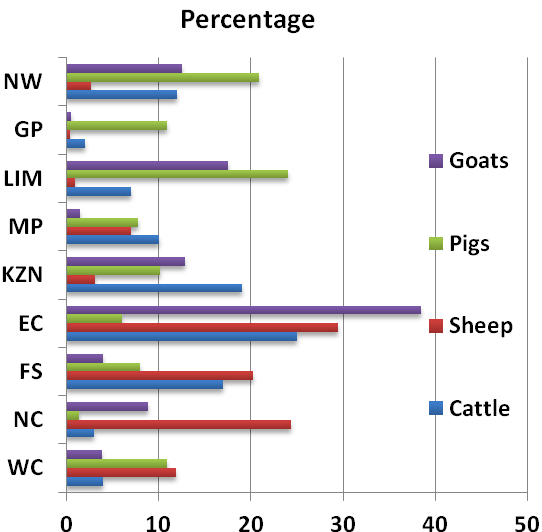 Percentage
NW
GP
LIM
MP
KZN
EC
FS
NC
WC
Goats
Pigs
Sheep
Cattle
0 10 20 30 40 50